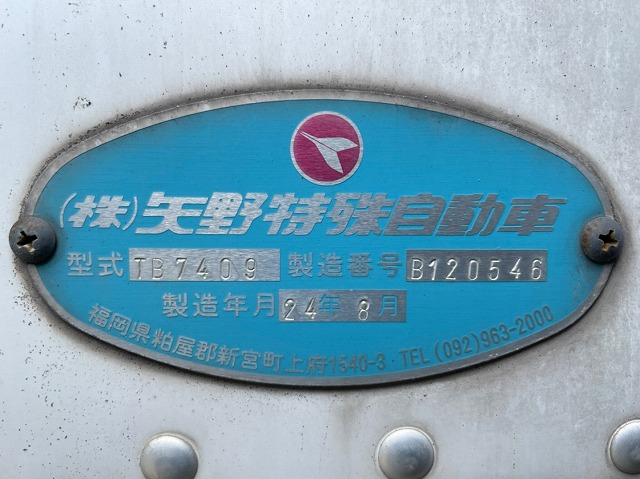 (株)矢野特殊自動車
型式 TB7409 製造番号 B120546
製造年月 24年 8月
福岡県粕屋郡新宮町上府1540-3・TEL (092)963-2000